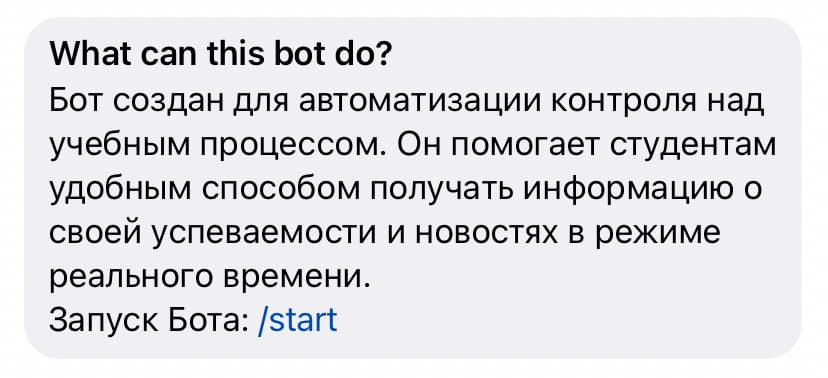 What can this bot do?
Бот создан для автоматизации контроля над
учебным процессом. Он помогает студентам
удобным способом получать информацию о
своей успеваемости и новостях в режиме
реального времени.
Запуск Бота: /start